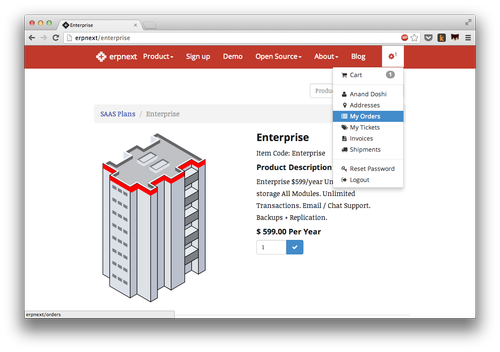 Enterprise
erpnext/enterprise
erpnext Product Sign up Demo Open Source About Blog 1
Produc
Cart 1
Anand Doshi
Addresses
My Orders
My Tickets
Invoices
Shipments
Reset Password
Logout
SAAS Plans / Enterprise
Enterprise
Item Code: Enterprise
Product Description
Enterprise $599/year Un
storage All Modules. Unlimited
Transactions. Email / Chat Support.
Backups + Replication.
$ 599.00 Per Year
1
erpnext/orders